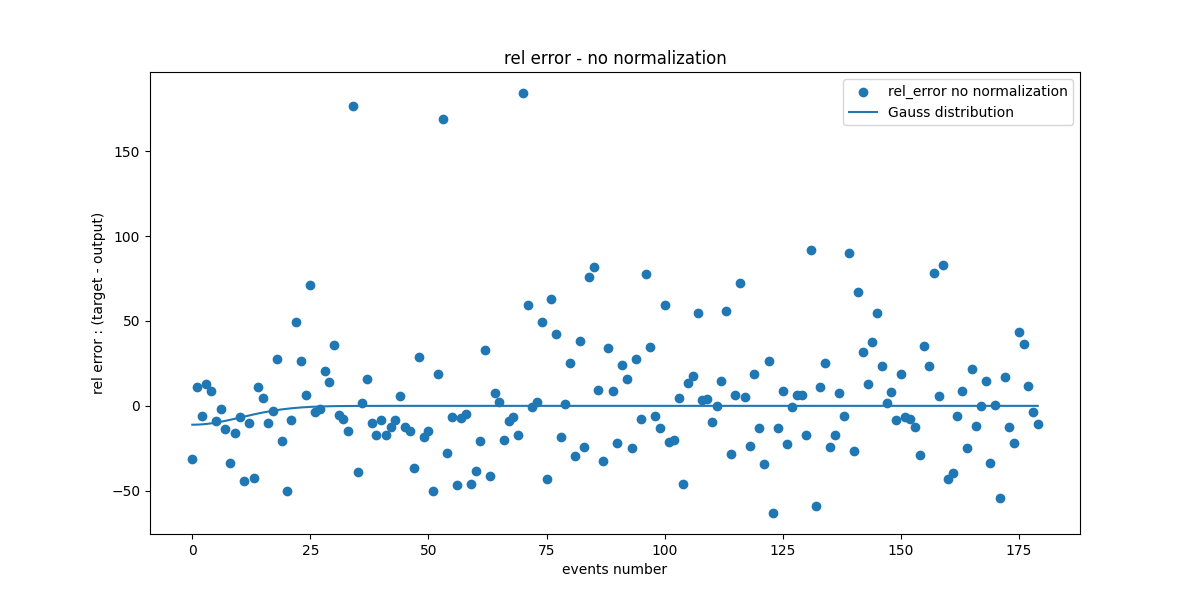 rel error - no normalization
rel_error no normalization
Gauss distribution
rel error : (target - output)
150
100
50
0
−50
0
25
50
75
100
125
150
175
events number